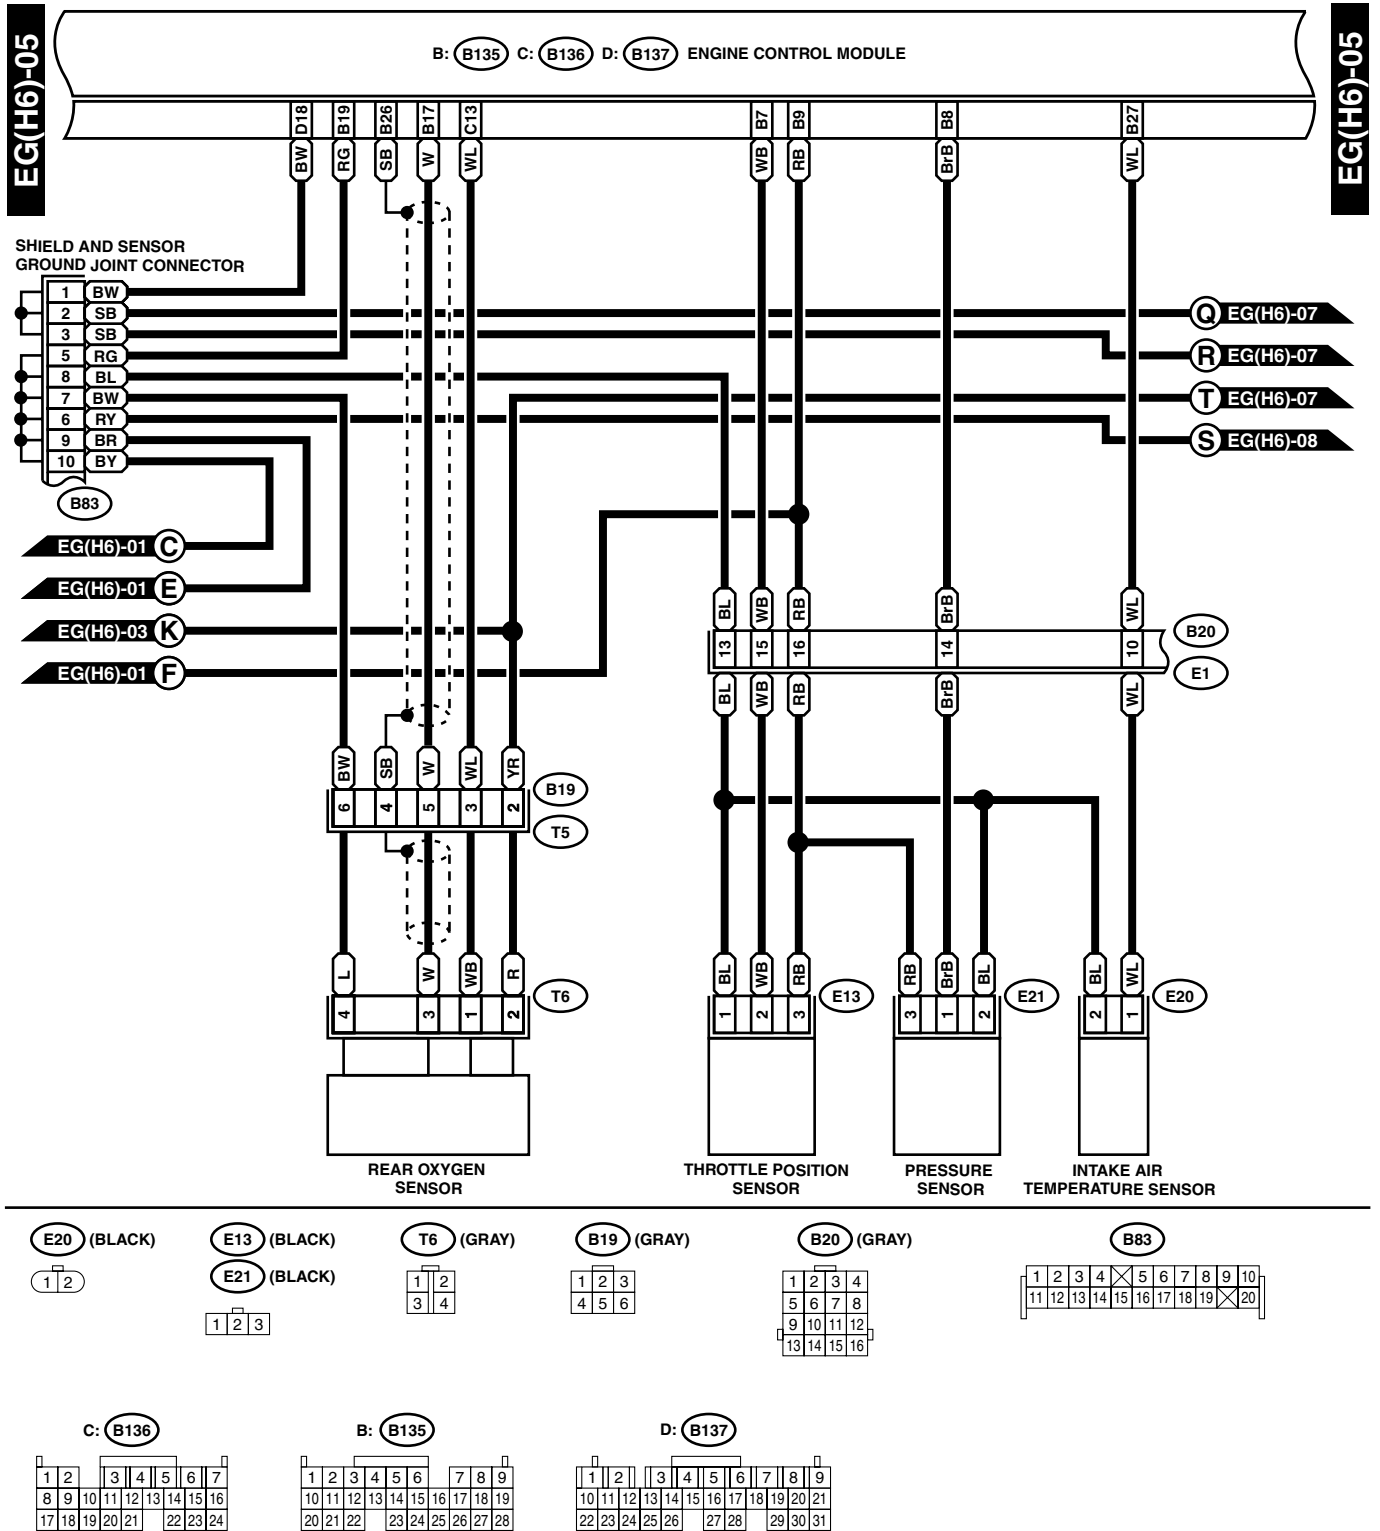 EG(H6)-05
B: B135 C: B136 D: B137 ENGINE CONTROL MODULE
EG(H6)-05
D18 B19 B26 B17 C13 B7 B9 B8 B27
BW RG SB W WL WB RB BrB WL
SHIELD AND SENSOR
GROUND JOINT CONNECTOR
1 BW
2 SB
3 SB
5 RG
8 BL
7 BW
6 RY
9 BR
10 BY
B83
Q EG(H6)-07
R EG(H6)-07
T EG(H6)-07
S EG(H6)-08
EG(H6)-01 C
EG(H6)-01 E
EG(H6)-03 K
EG(H6)-01 F
BL WB RB BrB WL
13 15 16 14 10
B20
E1
BL WB RB BrB WL
BW SB W WL YR
6 4 5 3 2
B19
T5
L W WB R
4 3 1 2
T6
BL WB RB
1 2 3
E13
RB BrB BL
3 1 2
E21
BL WL
2 1
E20
REAR OXYGEN
SENSOR
THROTTLE POSITION
SENSOR
PRESSURE
SENSOR
INTAKE AIR
TEMPERATURE SENSOR
E20 (BLACK)
1 2
E13 (BLACK)
E21 (BLACK)
1 2 3
T6 (GRAY)
1 2
3 4
B19 (GRAY)
1 2 3
4 5 6
B20 (GRAY)
1 2 3 4
5 6 7 8
9 10 11 12
13 14 15 16
B83
1 2 3 4 5 6 7 8 9 10
11 12 13 14 15 16 17 18 19 20
C: B136
1 2 3 4 5 6 7
8 9 10 11 12 13 14 15 16
17 18 19 20 21 22 23 24
B: B135
1 2 3 4 5 6 7 8 9
10 11 12 13 14 15 16 17 18 19
20 21 22 23 24 25 26 27 28
D: B137
1 2 3 4 5 6 7 8 9
10 11 12 13 14 15 16 17 18 19 20 21
22 23 24 25 26 27 28 29 30 31